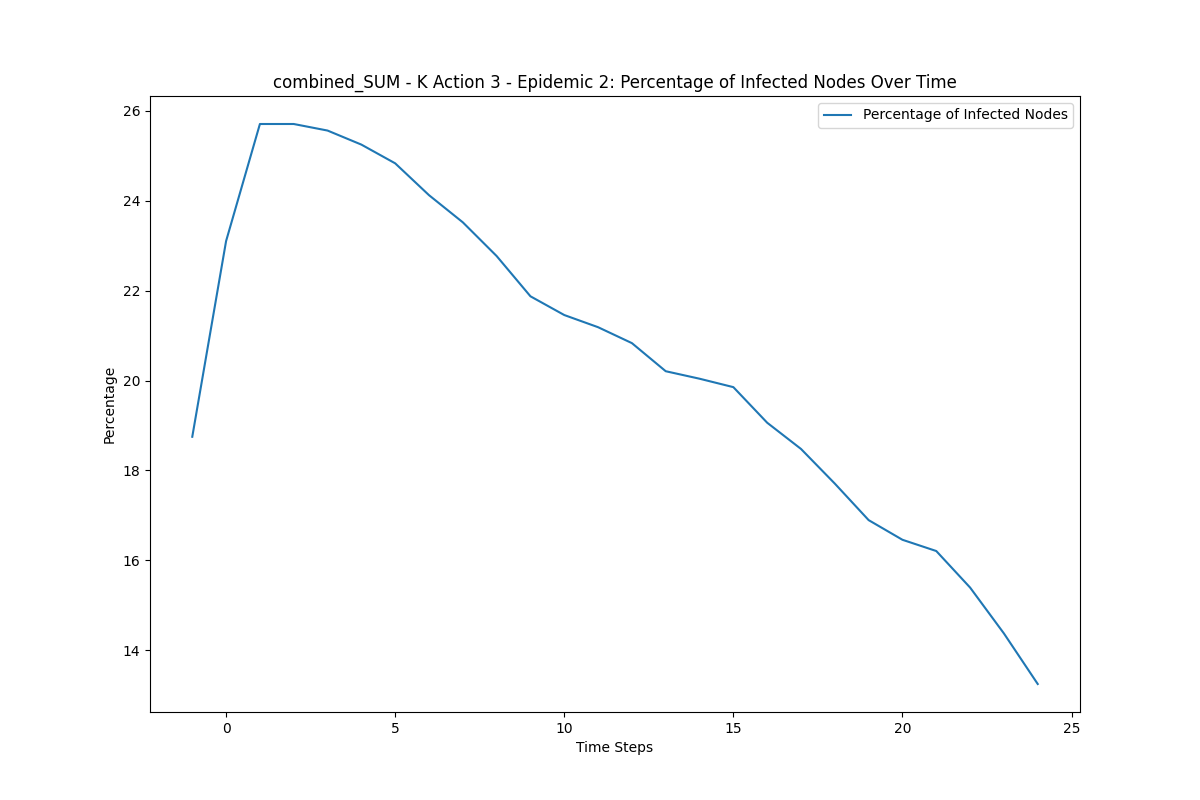 combined_SUM - K Action 3 - Epidemic 2: Percentage of Infected Nodes Over Time
Percentage of Infected Nodes
26
24
22
20
18
16
14
Percentage
0 5 10 15 20 25
Time Steps